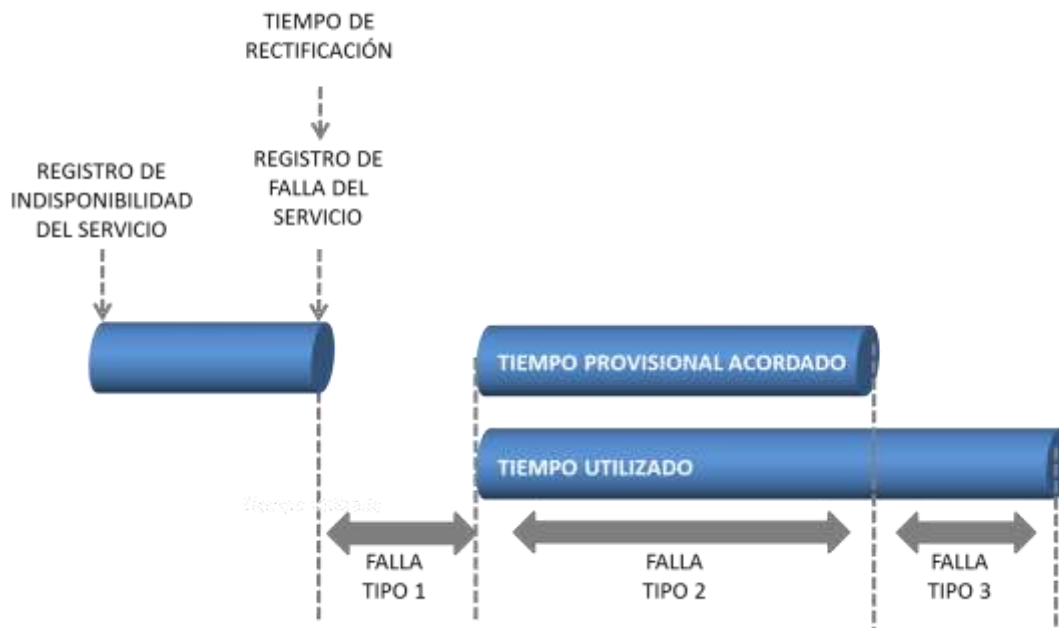 TIEMPO DE
RECTIFICACIÓN
REGISTRO DE
INDISPONIBILIDAD
DEL SERVICIO
REGISTRO DE
FALLA DEL
SERVICIO
TIEMPO PROVISIONAL ACORDADO
TIEMPO UTILIZADO
FALLA
TIPO 1
FALLA
TIPO 2
FALLA
TIPO 3